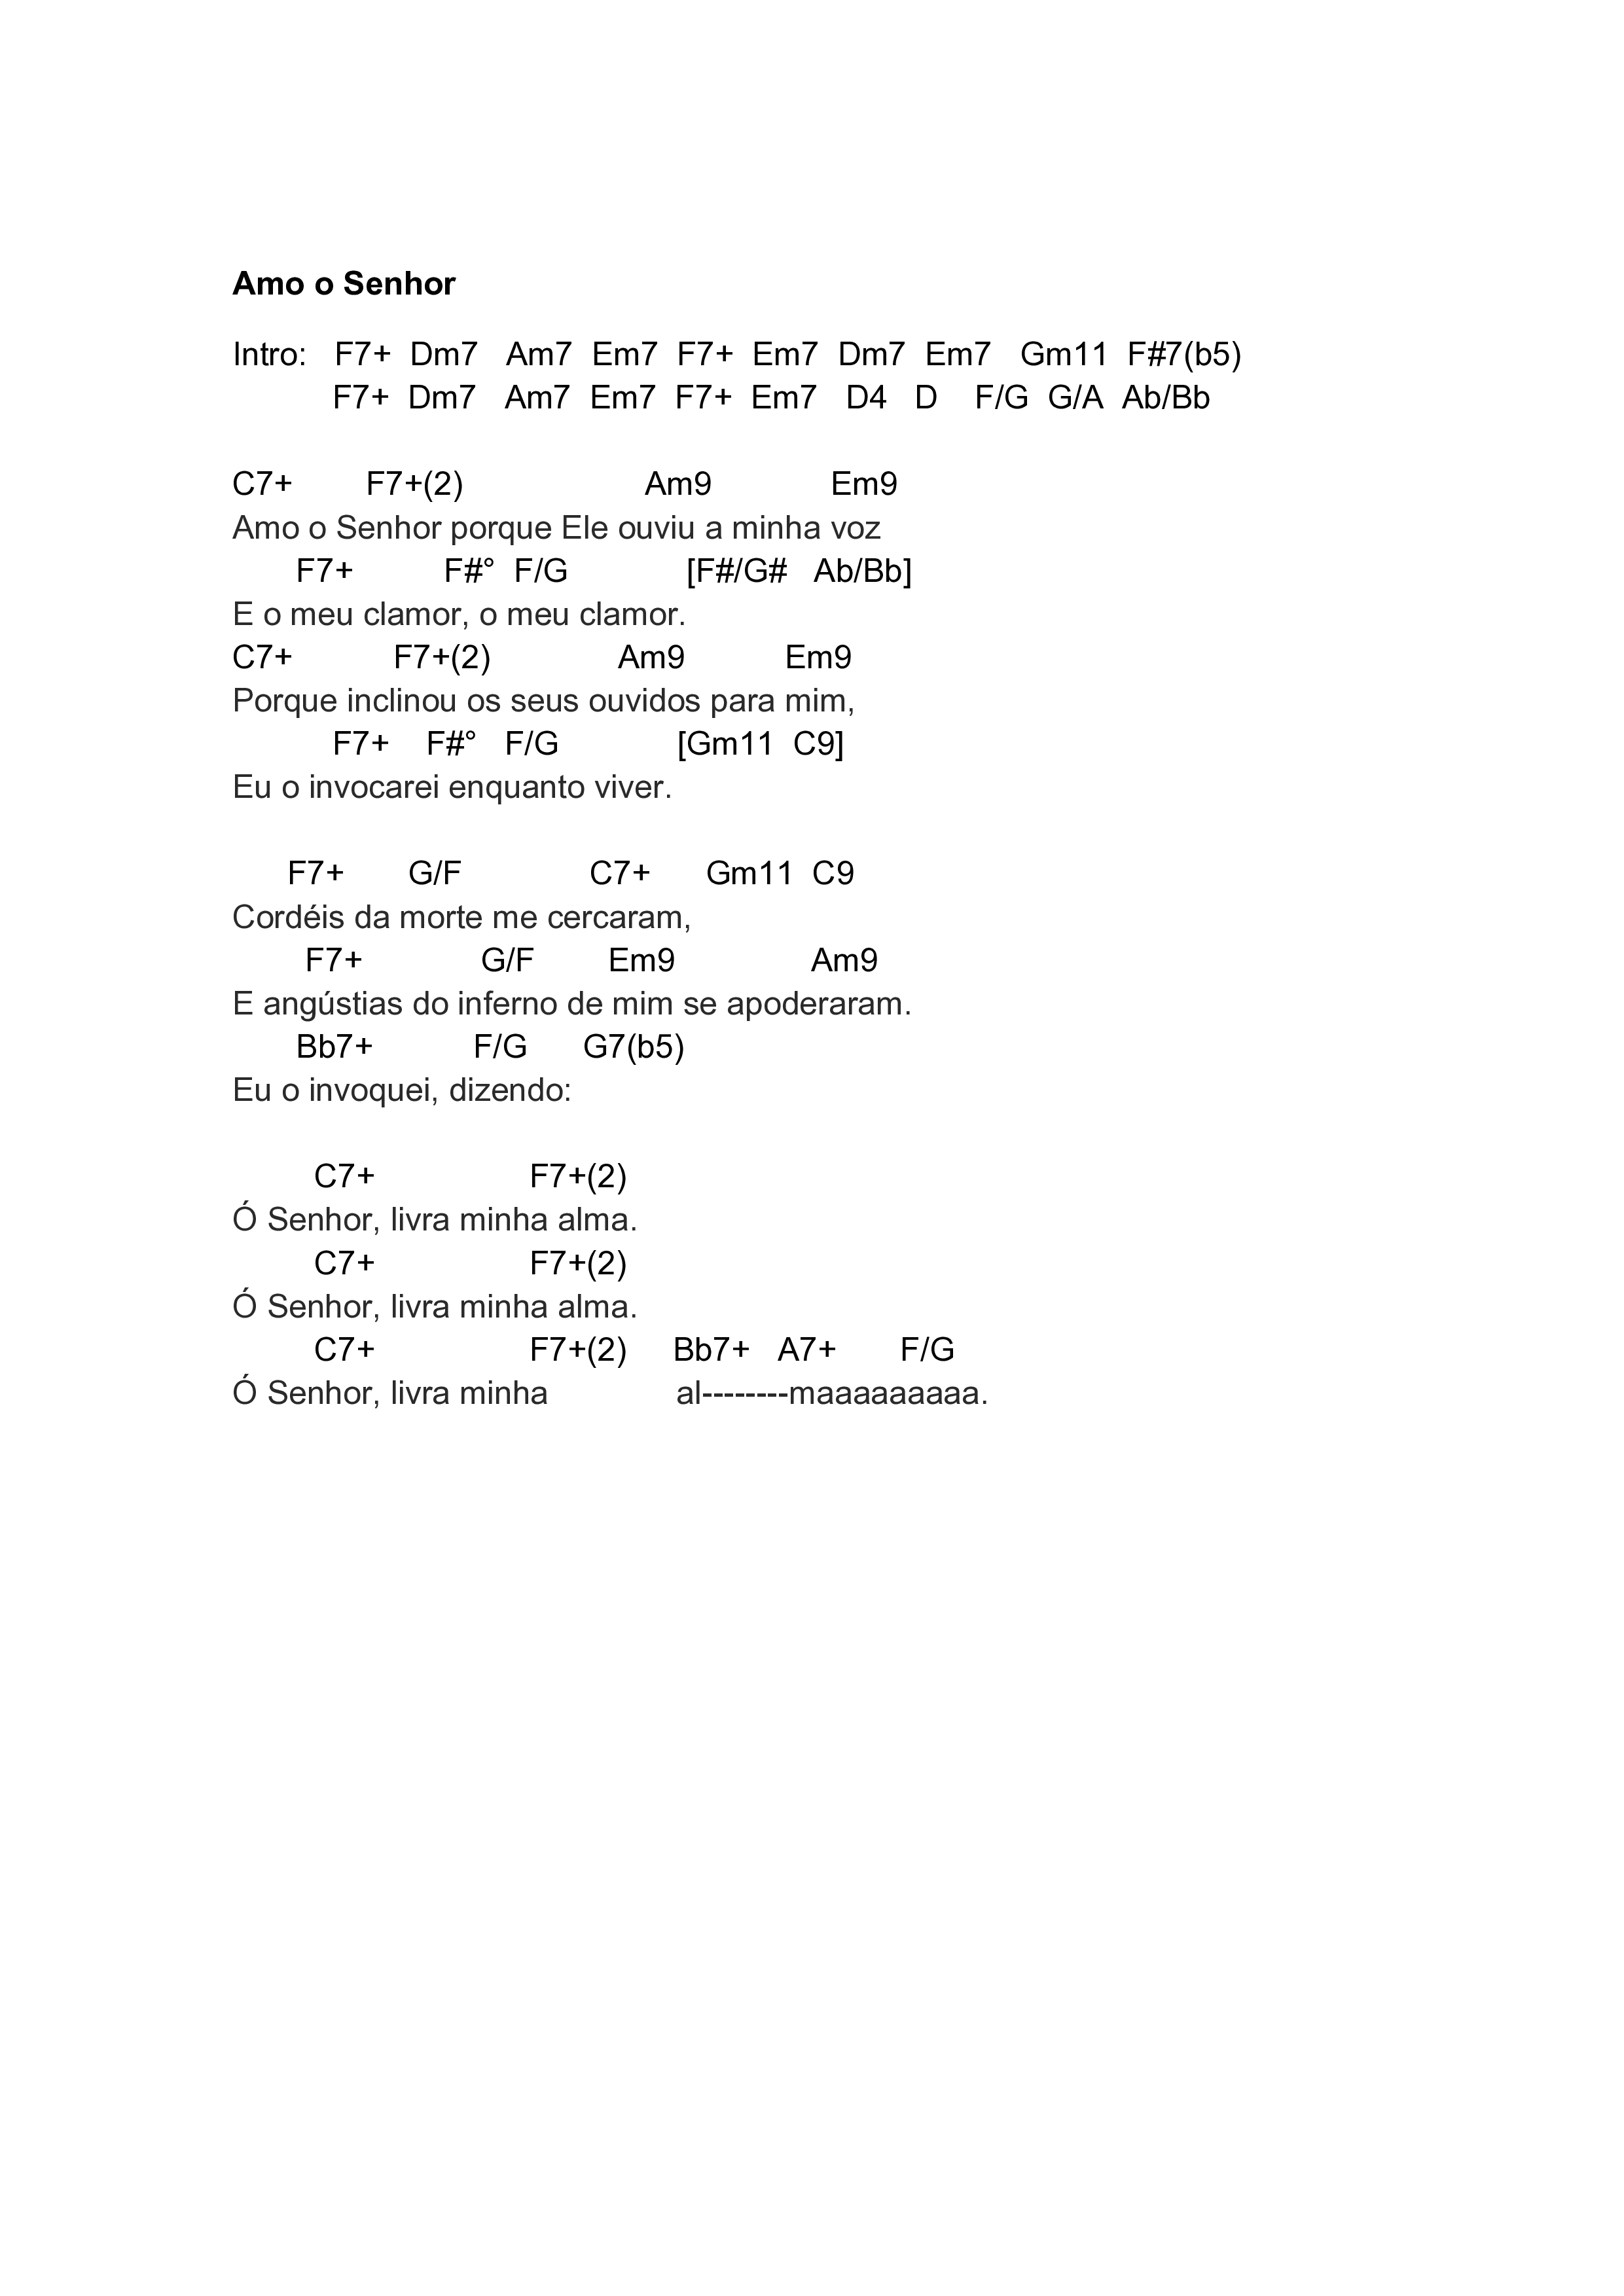 Amo o Senhor
Intro:   F7+  Dm7   Am7  Em7  F7+  Em7  Dm7  Em7   Gm11  F#7(b5)
           F7+  Dm7   Am7  Em7  F7+  Em7   D4   D    F/G  G/A  Ab/Bb
C7+        F7+(2)                    Am9             Em9
Amo o Senhor porque Ele ouviu a minha voz
       F7+          F#°  F/G             [F#/G#   Ab/Bb]
E o meu clamor, o meu clamor.
C7+           F7+(2)              Am9           Em9
Porque inclinou os seus ouvidos para mim,
           F7+    F#°   F/G             [Gm11  C9]
Eu o invocarei enquanto viver.
      F7+       G/F              C7+      Gm11  C9
Cordéis da morte me cercaram,
        F7+             G/F        Em9               Am9
E angústias do inferno de mim se apoderaram.
       Bb7+           F/G      G7(b5)
Eu o invoquei, dizendo:
         C7+                 F7+(2)
Ó Senhor, livra minha alma.
         C7+                 F7+(2)
Ó Senhor, livra minha alma.
         C7+                 F7+(2)     Bb7+   A7+       F/G
Ó Senhor, livra minha              al--------maaaaaaaaa.